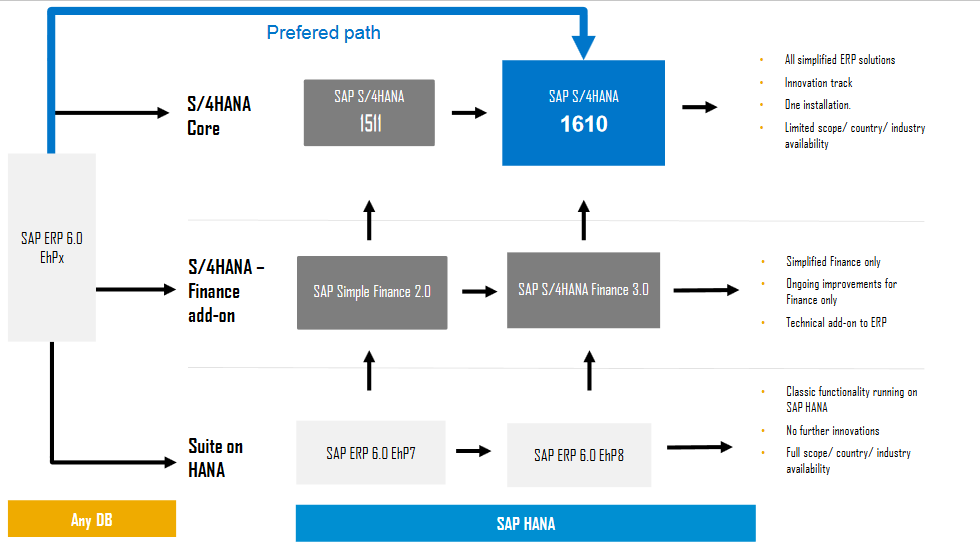 Prefered path
S/4HANA
Core
SAP S/4HANA
1511
SAP S/4HANA
1610
• All simplified ERP solutions
• Innovation track
• One installation.
• Limited scope/ country/ industry
availability
SAP ERP 6.0
EhPx
S/4HANA –
Finance
add-on
SAP Simple Finance 2.0
SAP S/4HANA Finance 3.0
• Simplified Finance only
• Ongoing improvements for
Finance only
• Technical add-on to ERP
Suite on
HANA
SAP ERP 6.0 EhP7
SAP ERP 6.0 EhP8
• Classic functionality running on
SAP HANA
• No further innovations
• Full scope/ country/ industry
availability
Any DB
SAP HANA